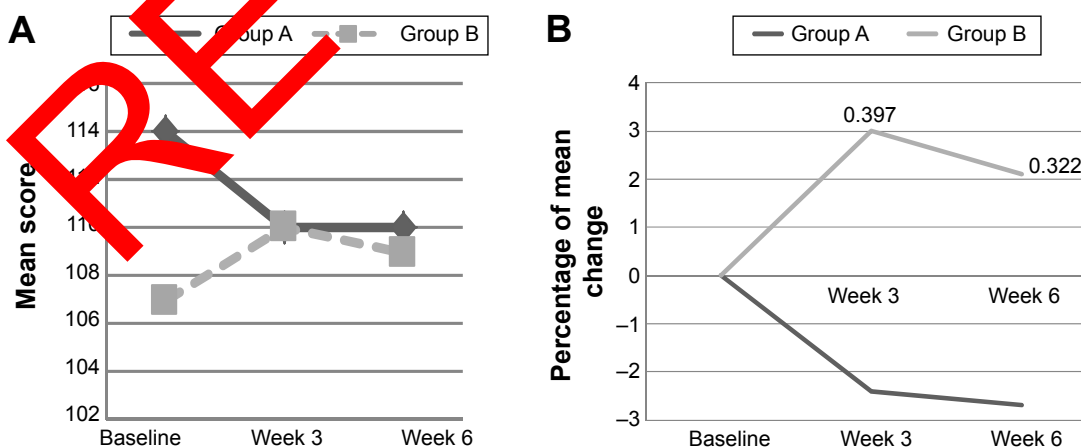 A
Group A
Group B
114
110
108
106
104
102
Mean score
Baseline
Week 3
Week 6
B
Group A
Group B
4
3
2
1
0
–1
–2
–3
Percentage of mean
change
0.397
0.322
Week 3
Week 6
Baseline
Week 3
Week 6
RE